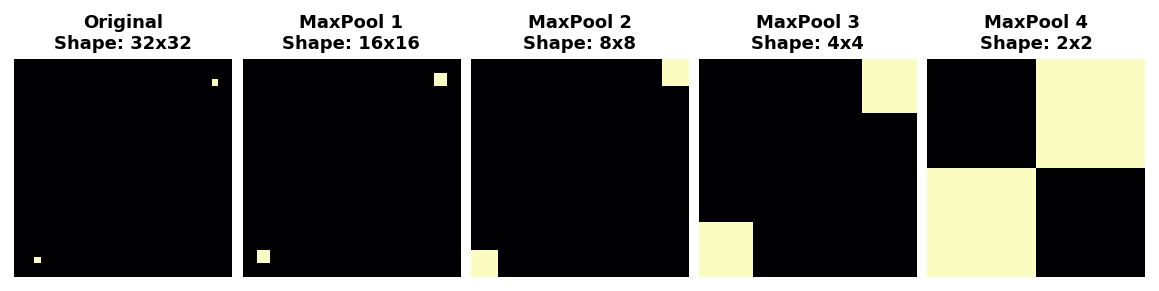 Original
Shape: 32x32
MaxPool 1
Shape: 16x16
MaxPool 2
Shape: 8x8
MaxPool 3
Shape: 4x4
MaxPool 4
Shape: 2x2